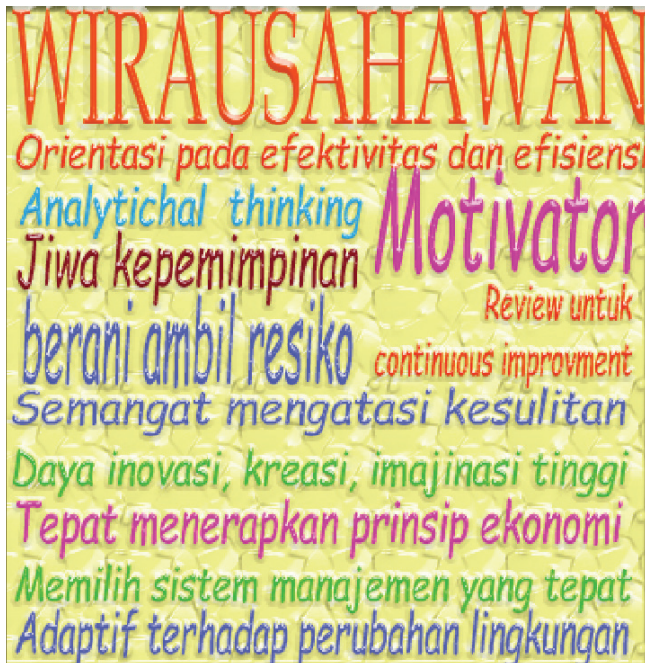 WIRAUSAHAWAN
Orientasi pada efektivitas dan efisiensi
Analytichal thinking
Motivator
Jiwa kepemimpinan
Review untuk
berani ambil resiko
continuous improvment
Semangat mengatasi kesulitan
Daya inovasi, kreasi, imajinasi tinggi
Tepat menerapkan prinsip ekonomi
Memilih sistem manajemen yang tepat
Adaptif terhadap perubahan lingkungan